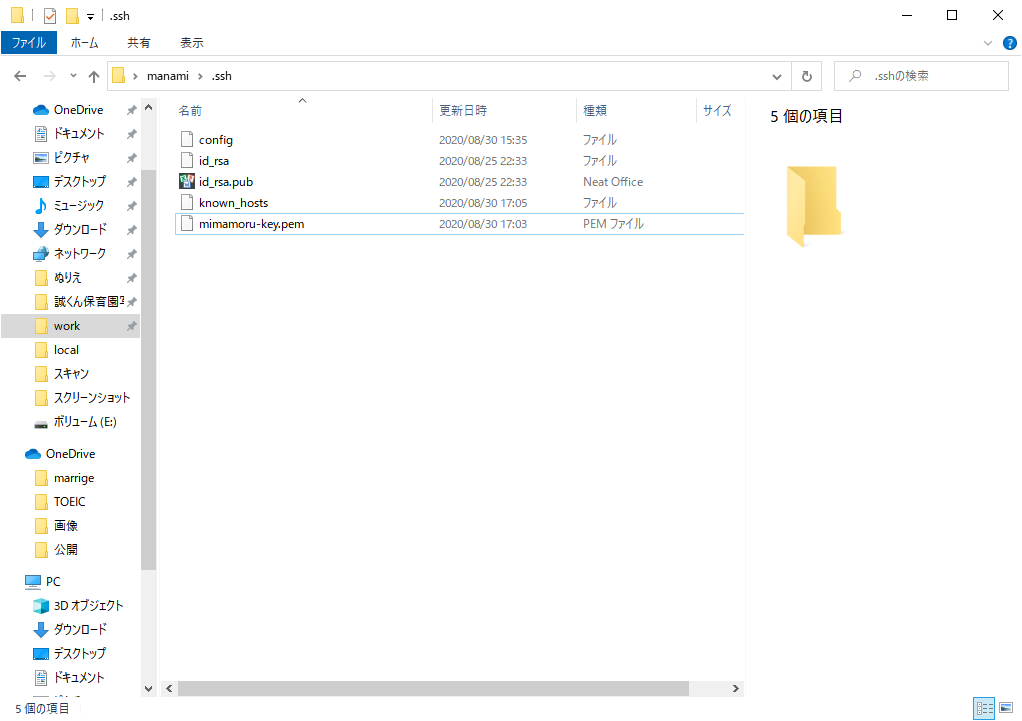 .ssh
ファイル ホーム 共有 表示
manami .ssh .sshの検索
OneDrive
ドキュメント
ピクチャ
デスクトップ
ミュージック
ダウンロード
ネットワーク
ぬりえ
誠くん保育園
work
local
スキャン
スクリーンショット
ボリューム (E:)
OneDrive
marrige
TOEIC
画像
公開
PC
3D オブジェクト
ダウンロード
デスクトップ
ドキュメント
名前 更新日時 種類 サイズ
config 2020/08/30 15:35 ファイル
id_rsa 2020/08/25 22:33 ファイル
id_rsa.pub 2020/08/25 22:33 Neat Office
known_hosts 2020/08/30 17:05 ファイル
mimamoru-key.pem 2020/08/30 17:03 PEM ファイル
5 個の項目
5 個の項目